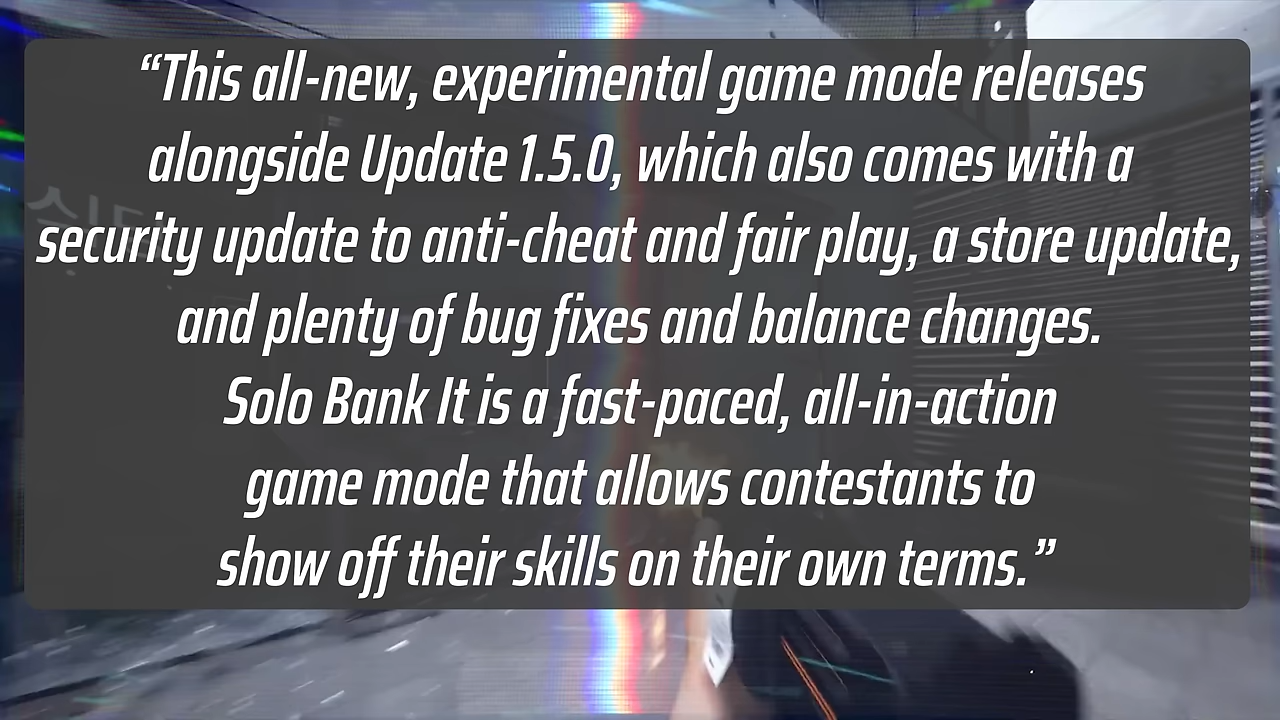 “This all-new, experimental game mode releases
alongside Update 1.5.0, which also comes with a
security update to anti-cheat and fair play, a store update,
and plenty of bug fixes and balance changes.
Solo Bank It is a fast-paced, all-in-action
game mode that allows contestants to
show off their skills on their own terms.”